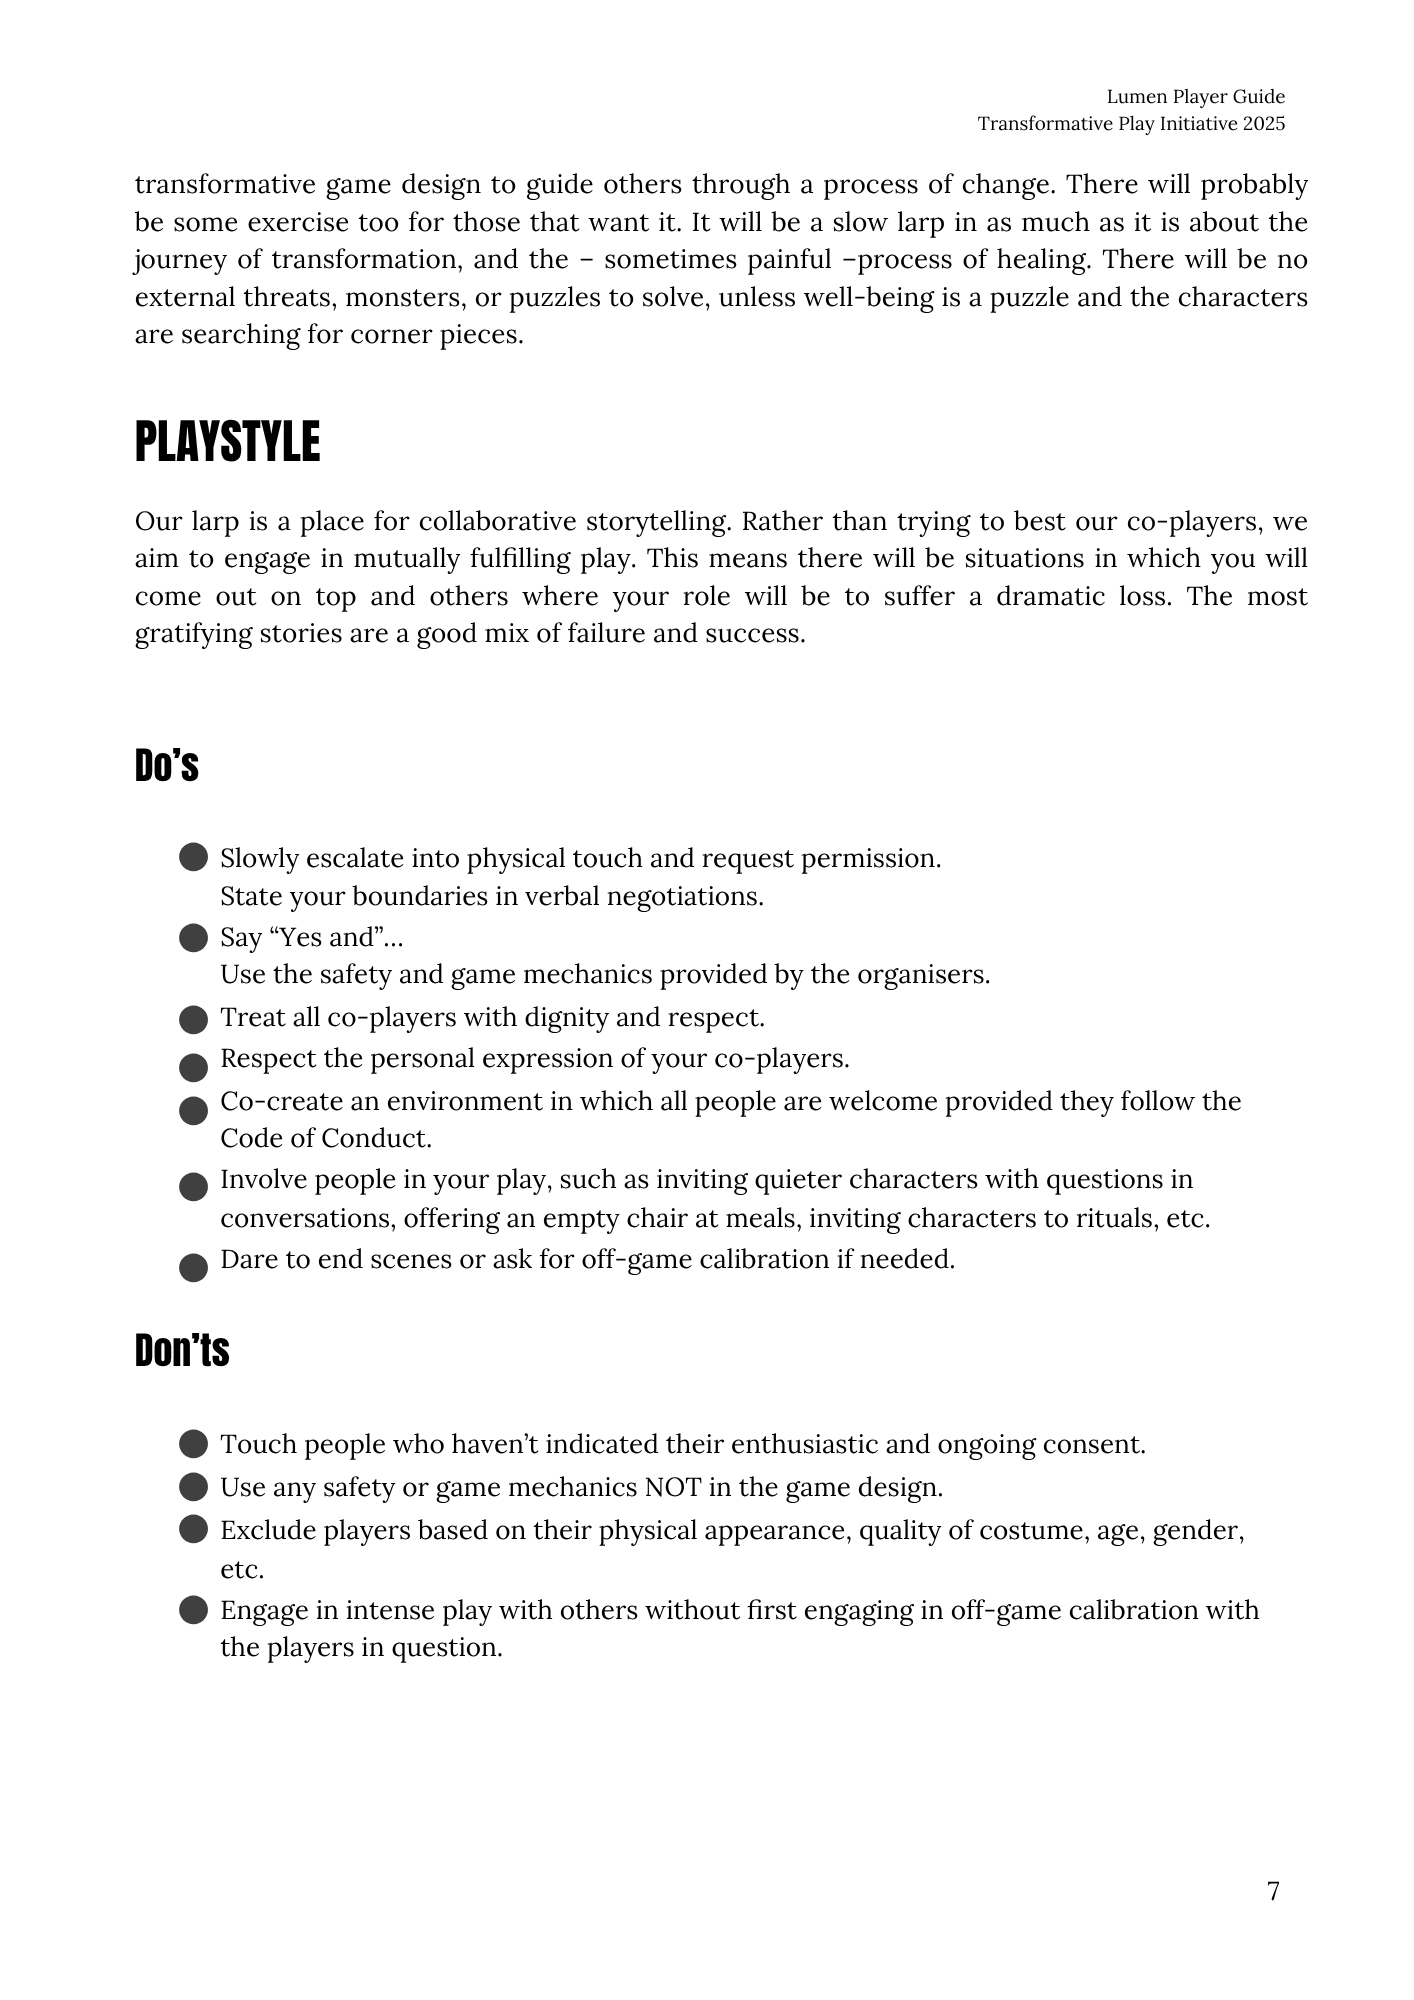 Lumen Player Guide
Transformative Play Initiative 2025
transformative game design to guide others through a process of change. There will probably
be some exercise too for those that want it. It will be a slow larp in as much as it is about the
journey of transformation, and the – sometimes painful –process of healing. There will be no
external threats, monsters, or puzzles to solve, unless well-being is a puzzle and the characters
are searching for corner pieces.
PLAYSTYLE
Our larp is a place for collaborative storytelling. Rather than trying to best our co-players, we
aim to engage in mutually fulfilling play. This means there will be situations in which you will
come out on top and others where your role will be to suffer a dramatic loss. The most
gratifying stories are a good mix of failure and success.
Do’s
● Slowly escalate into physical touch and request permission.
State your boundaries in verbal negotiations.
● Say “Yes and”…
Use the safety and game mechanics provided by the organisers.
● Treat all co-players with dignity and respect.
● Respect the personal expression of your co-players.
● Co-create an environment in which all people are welcome provided they follow the
Code of Conduct.
● Involve people in your play, such as inviting quieter characters with questions in
conversations, offering an empty chair at meals, inviting characters to rituals, etc.
● Dare to end scenes or ask for off-game calibration if needed.
Don’ts
● Touch people who haven’t indicated their enthusiastic and ongoing consent.
● Use any safety or game mechanics NOT in the game design.
● Exclude players based on their physical appearance, quality of costume, age, gender,
etc.
● Engage in intense play with others without first engaging in off-game calibration with
the players in question.
7